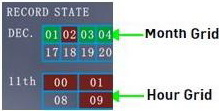 RECORD STATE
DEC. 01 02 03 04 Month Grid
17 18 19 20
11th 00 01
08 09 Hour Grid